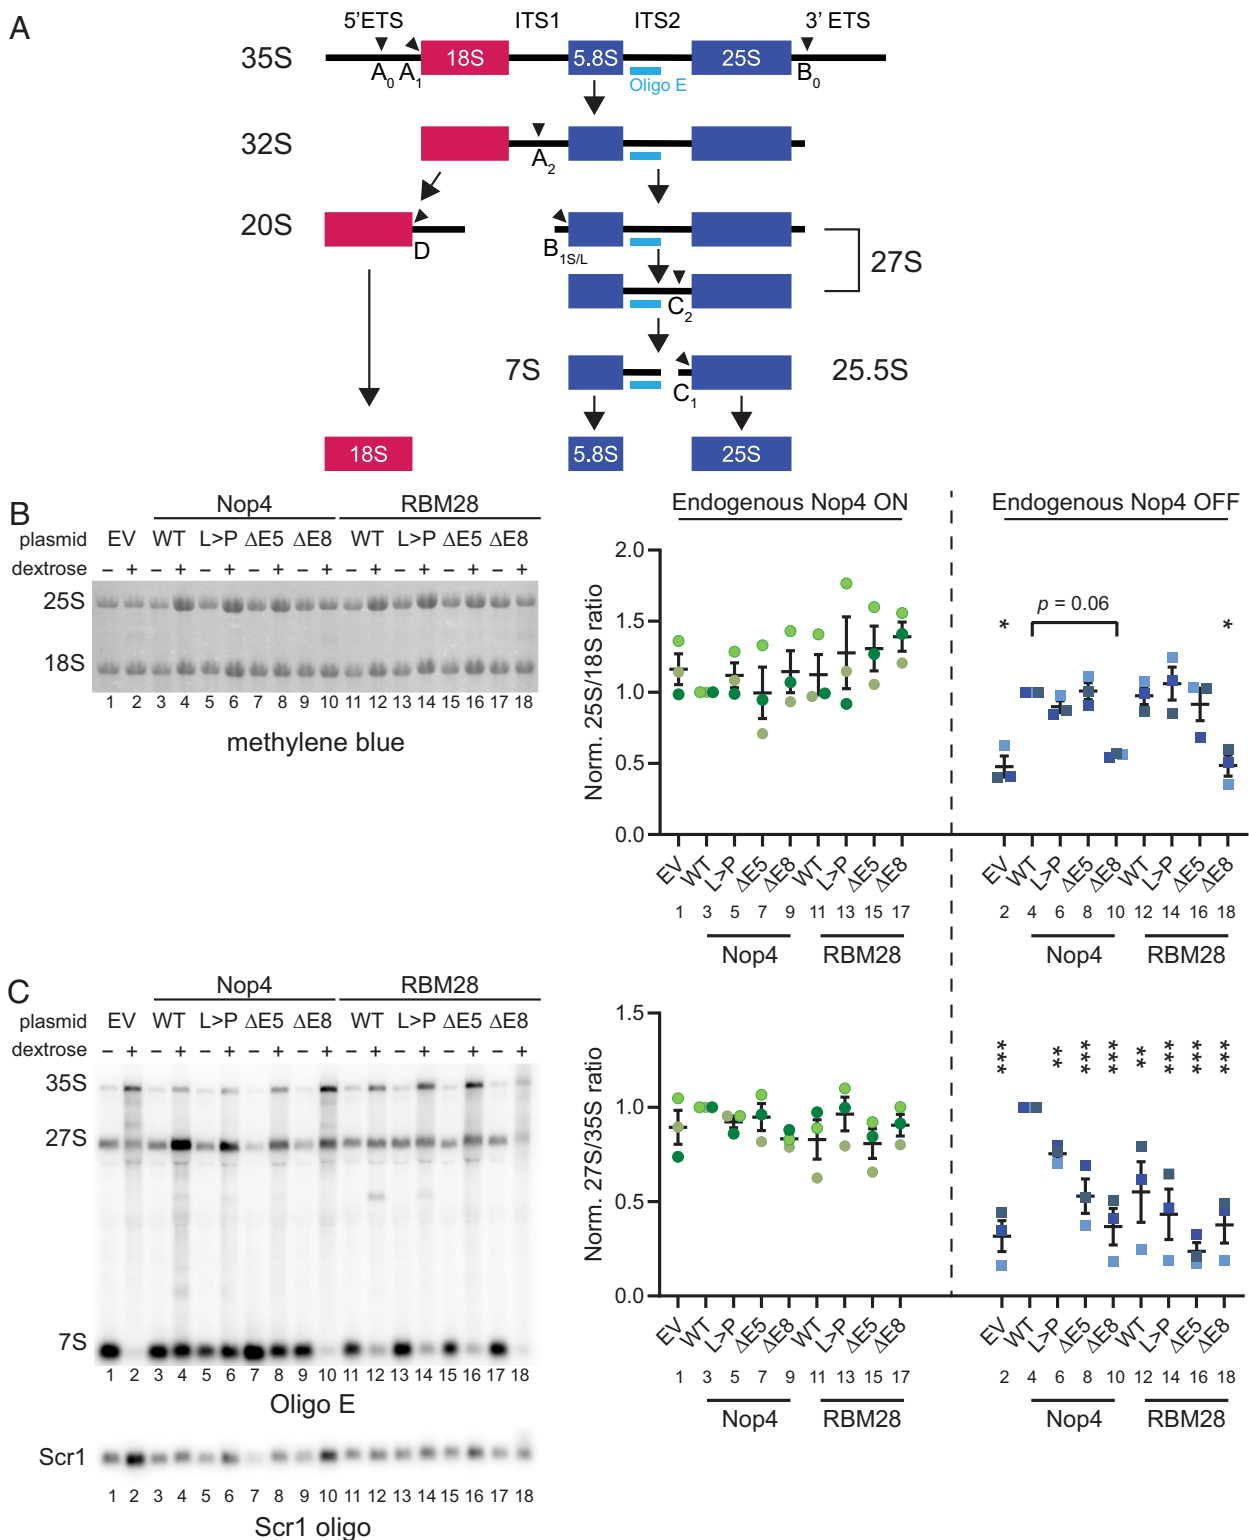 A
5'ETS ITS1 ITS2 3' ETS
35S 18S 5.8S 25S
A0 A1 Oligo E B0
32S
A2
20S
D B1S/L 27S
C2
7S 25.5S
C1
18S 5.8S 25S
B
Nop4 RBM28
plasmid EV WT L>P ΔE5 ΔE8 WT L>P ΔE5 ΔE8
dextrose – + – + – + – + – + – + – + – + – +
25S
18S
1 2 3 4 5 6 7 8 9 10 11 12 13 14 15 16 17 18
methylene blue
Endogenous Nop4 ON Endogenous Nop4 OFF
Norm. 25S/18S ratio
2.0
1.5
1.0
0.5
0.0
* p = 0.06 *
EV WT L>P ΔE5 ΔE8 WT L>P ΔE5 ΔE8 EV WT L>P ΔE5 ΔE8 WT L>P ΔE5 ΔE8
1 3 5 7 9 11 13 15 17 2 4 6 8 10 12 14 16 18
Nop4 RBM28 Nop4 RBM28
C
Nop4 RBM28
plasmid EV WT L>P ΔE5 ΔE8 WT L>P ΔE5 ΔE8
dextrose – + – + – + – + – + – + – + – + – +
35S
27S
7S
1 2 3 4 5 6 7 8 9 10 11 12 13 14 15 16 17 18
Oligo E
Scr1
1 2 3 4 5 6 7 8 9 10 11 12 13 14 15 16 17 18
Scr1 oligo
Norm. 27S/35S ratio
1.5
1.0
0.5
0.0
*** ** *** *** ** *** *** ***
EV WT L>P ΔE5 ΔE8 WT L>P ΔE5 ΔE8 EV WT L>P ΔE5 ΔE8 WT L>P ΔE5 ΔE8
1 3 5 7 9 11 13 15 17 2 4 6 8 10 12 14 16 18
Nop4 RBM28 Nop4 RBM28